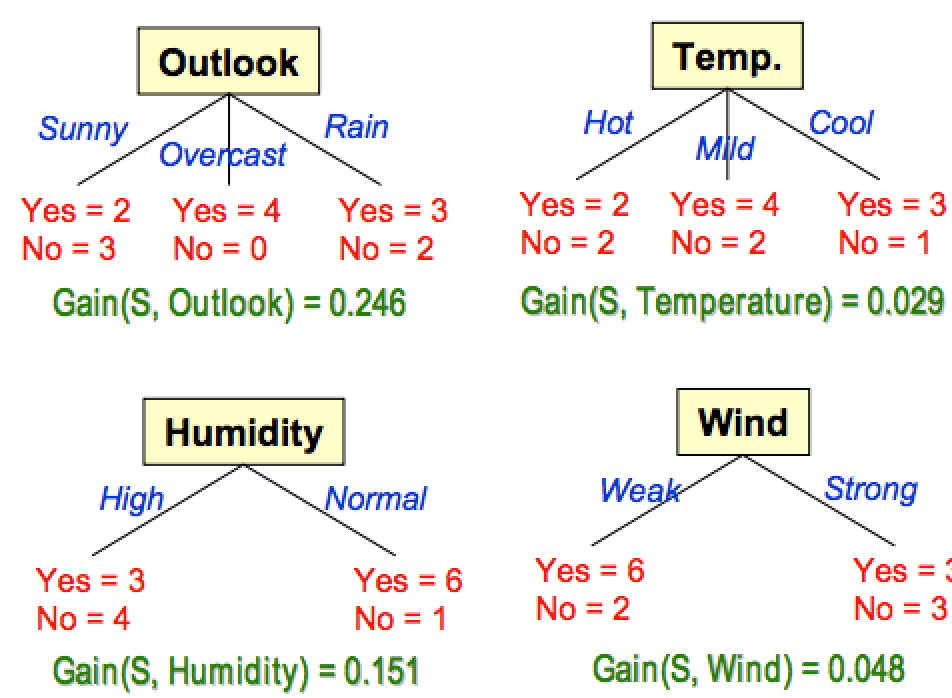 Outlook
Sunny
Overcast
Rain
Yes = 2
No = 3
Yes = 4
No = 0
Yes = 3
No = 2
Gain(S, Outlook) = 0.246
Temp.
Hot
Mild
Cool
Yes = 2
No = 2
Yes = 4
No = 2
Yes = 3
No = 1
Gain(S, Temperature) = 0.029
Humidity
High
Normal
Yes = 3
No = 4
Yes = 6
No = 1
Gain(S, Humidity) = 0.151
Wind
Weak
Strong
Yes = 6
No = 2
Yes = 3
No = 3
Gain(S, Wind) = 0.048